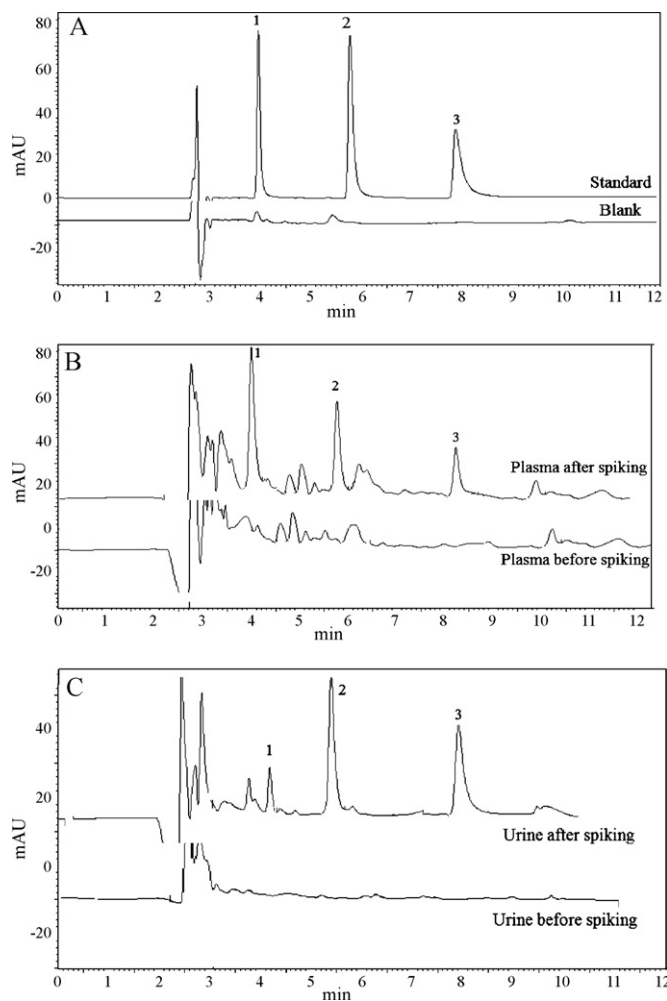 A
80
60
40
20
0
-20
mAU
1
2
3
Standard
Blank
0 1 2 3 4 5 6 7 8 9 10 11 12
min
B
80
60
40
20
0
-20
mAU
1
2
3
Plasma after spiking
Plasma before spiking
0 1 2 3 4 5 6 7 8 9 10 11 12
min
C
40
20
0
-20
mAU
1
2
3
Urine after spiking
Urine before spiking
0 1 2 3 4 5 6 7 8 9 10 11 12
min